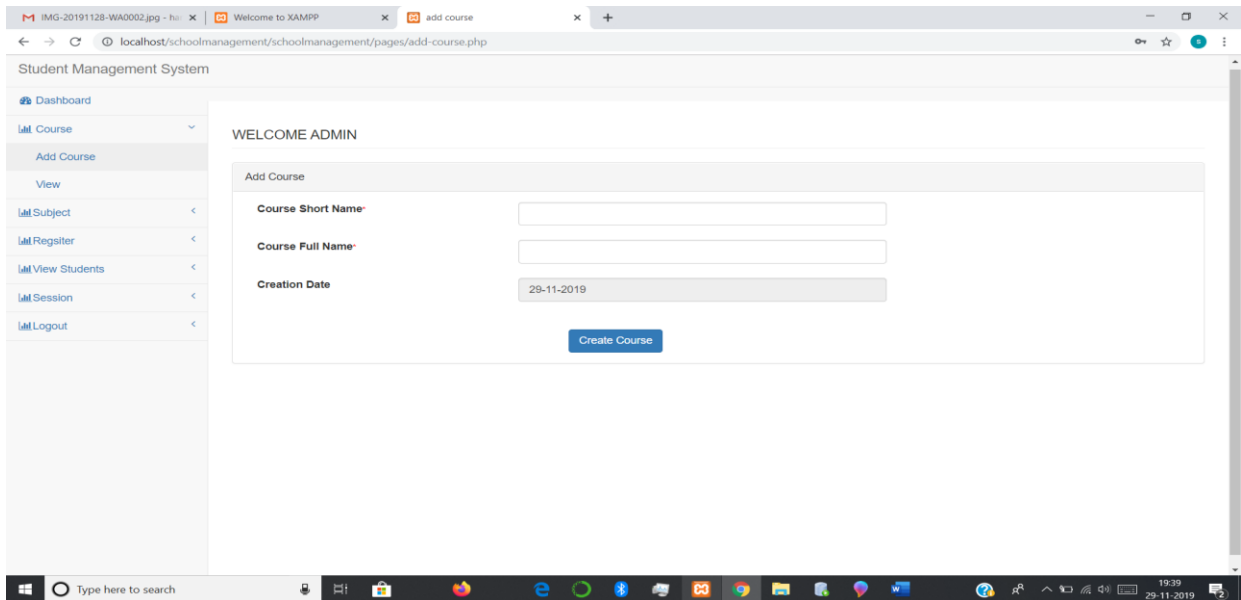 IMG-20191128-WA0002.jpg - ha
Welcome to XAMPP
add course
localhost/schoolmanagement/schoolmanagement/pages/add-course.php
s
Student Management System
Dashboard
Course
Add Course
View
Subject
Regsiter
View Students
Session
Logout
WELCOME ADMIN
Add Course
Course Short Name*
Course Full Name*
Creation Date
29-11-2019
Create Course
Type here to search
19:39
29-11-2019
2